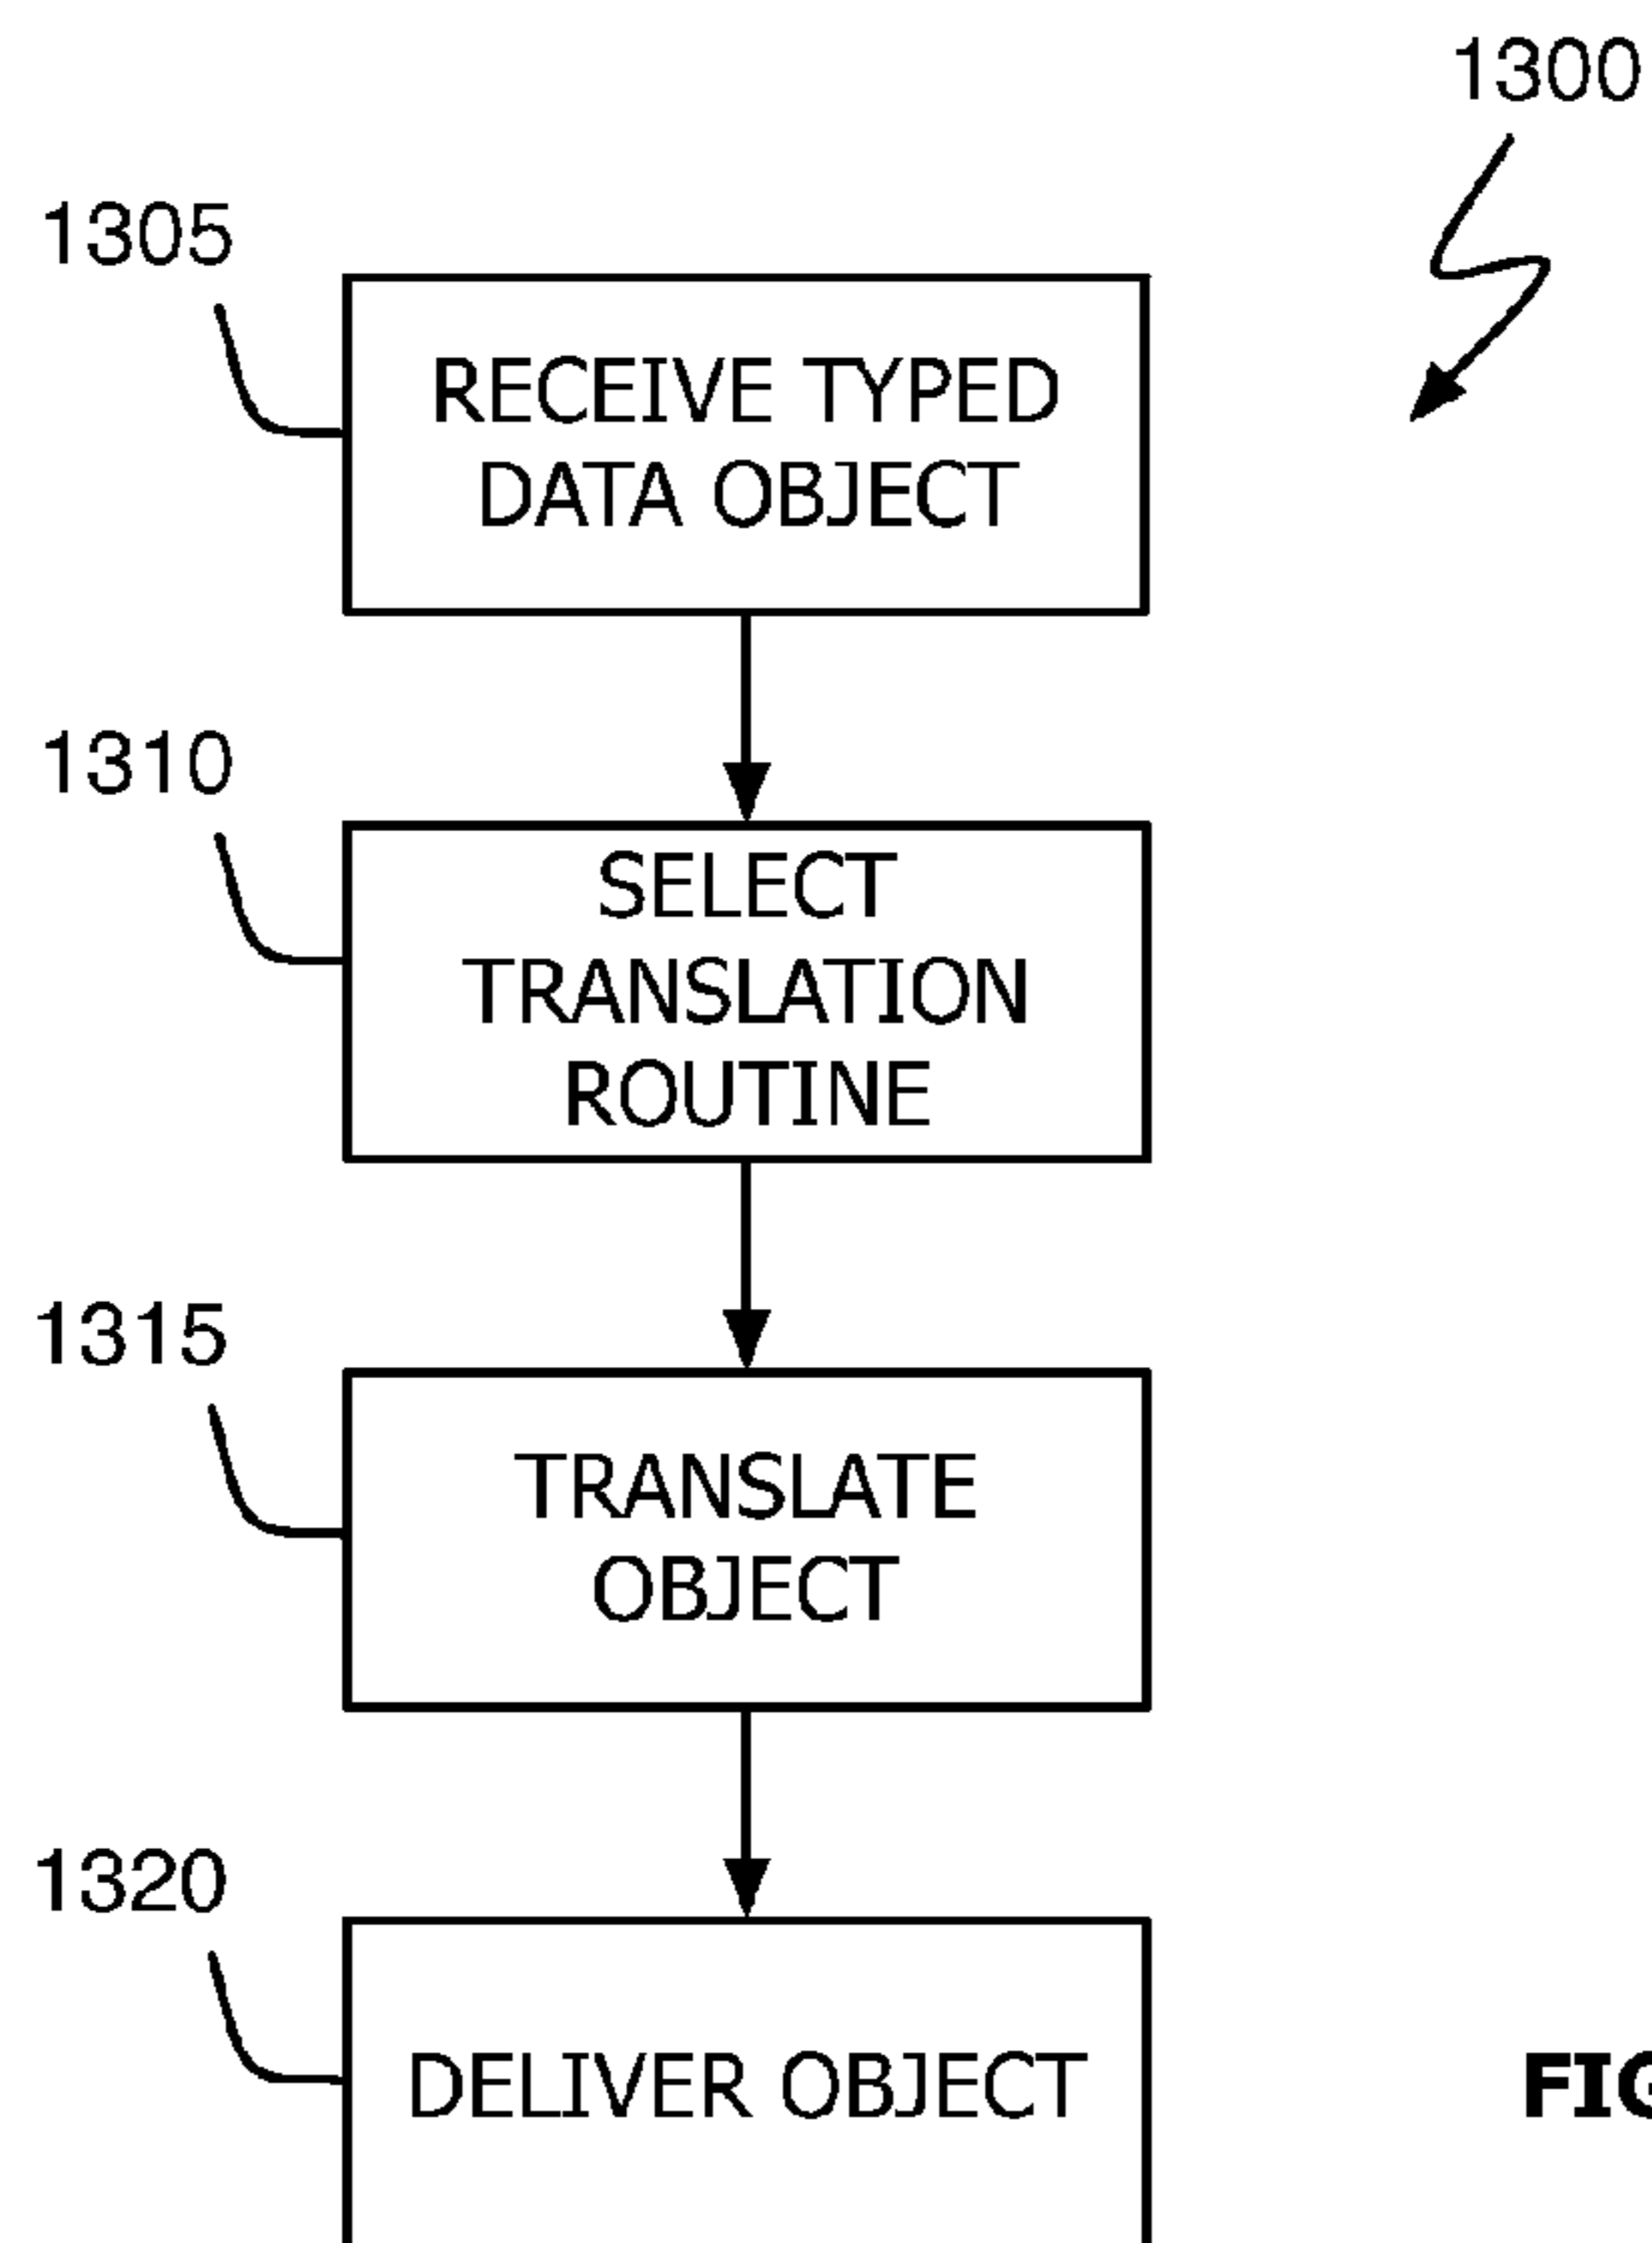 1300
1305
RECEIVE TYPED
DATA OBJECT
1310
SELECT
TRANSLATION
ROUTINE
1315
TRANSLATE
OBJECT
1320
DELIVER OBJECT